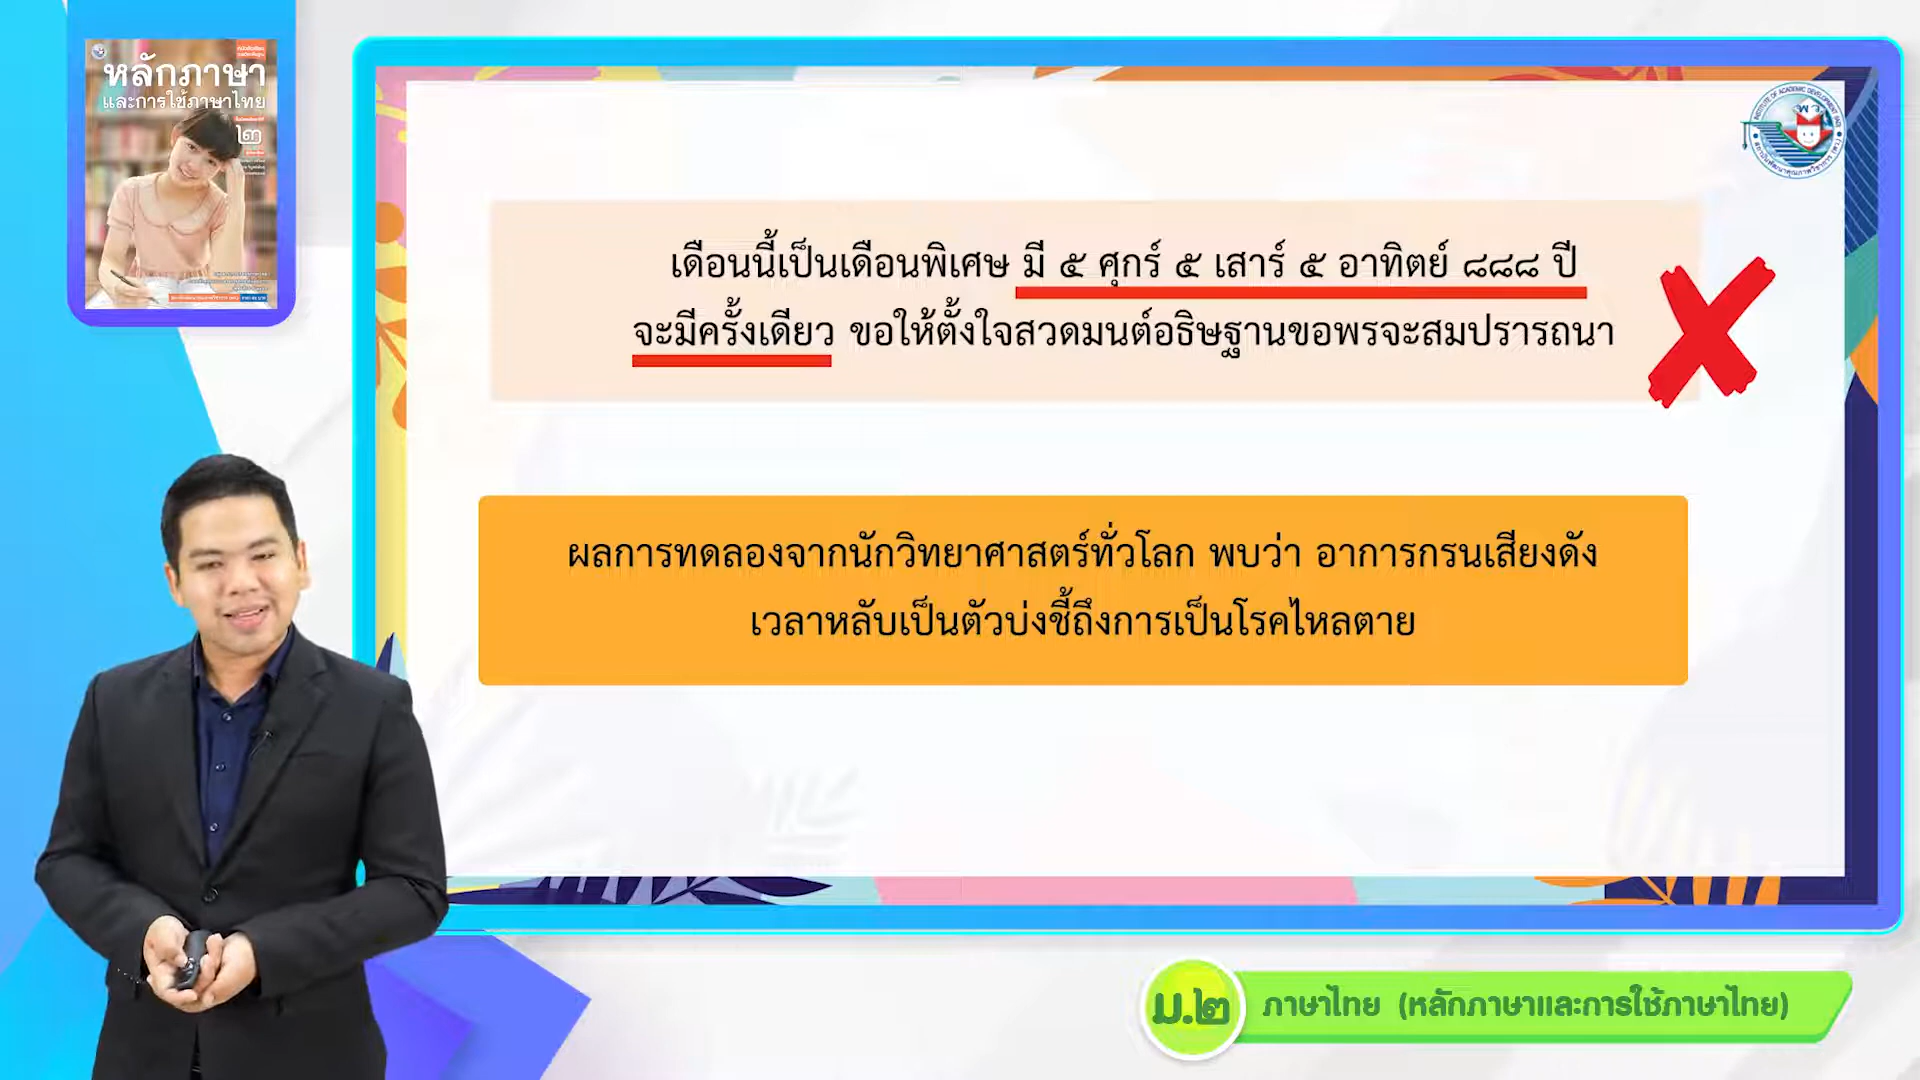 หลักภาษา
และการใช้ภาษาไทย
๒
เดือนนี้เป็นเดือนพิเศษ มี ๕ ศุกร์ ๕ เสาร์ ๕ อาทิตย์ ๘๘๘ ปี
จะมีครั้งเดียว ขอให้ตั้งใจสวดมนต์อธิษฐานขอพรจะสมปรารถนา
ผลการทดลองจากนักวิทยาศาสตร์ทั่วโลก พบว่า อาการกรนเสียงดัง
เวลาหลับเป็นตัวบ่งชี้ถึงการเป็นโรคไหลตาย
ม.๒ ภาษาไทย (หลักภาษาและการใช้ภาษาไทย)